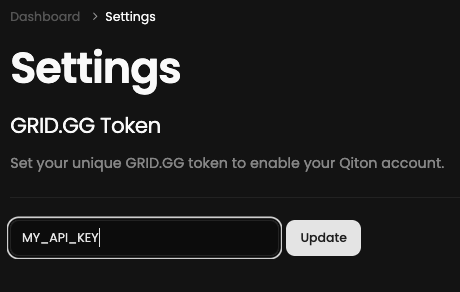 Dashboard > Settings
Settings
GRID.GG Token
Set your unique GRID.GG token to enable your Qiton account.
MY_API_KEY Update